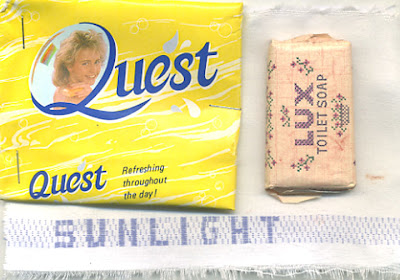 Quest
Quest
Refreshing
throughout
the day!
LUX
TOILET SOAP
SUNLIGHT